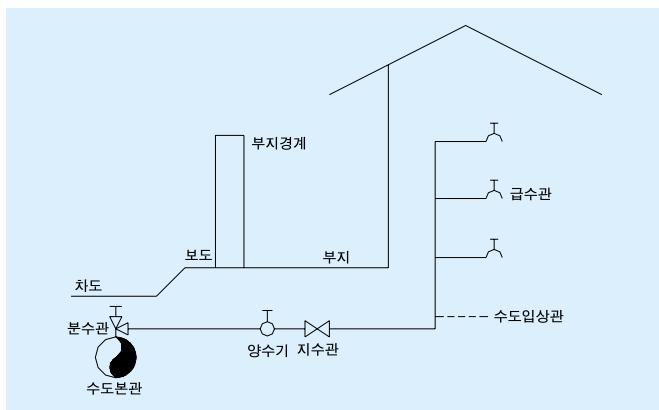 부지경계
급수관
보도
부지
차도
수도입상관
분수관
양수기
지수관
수도본관